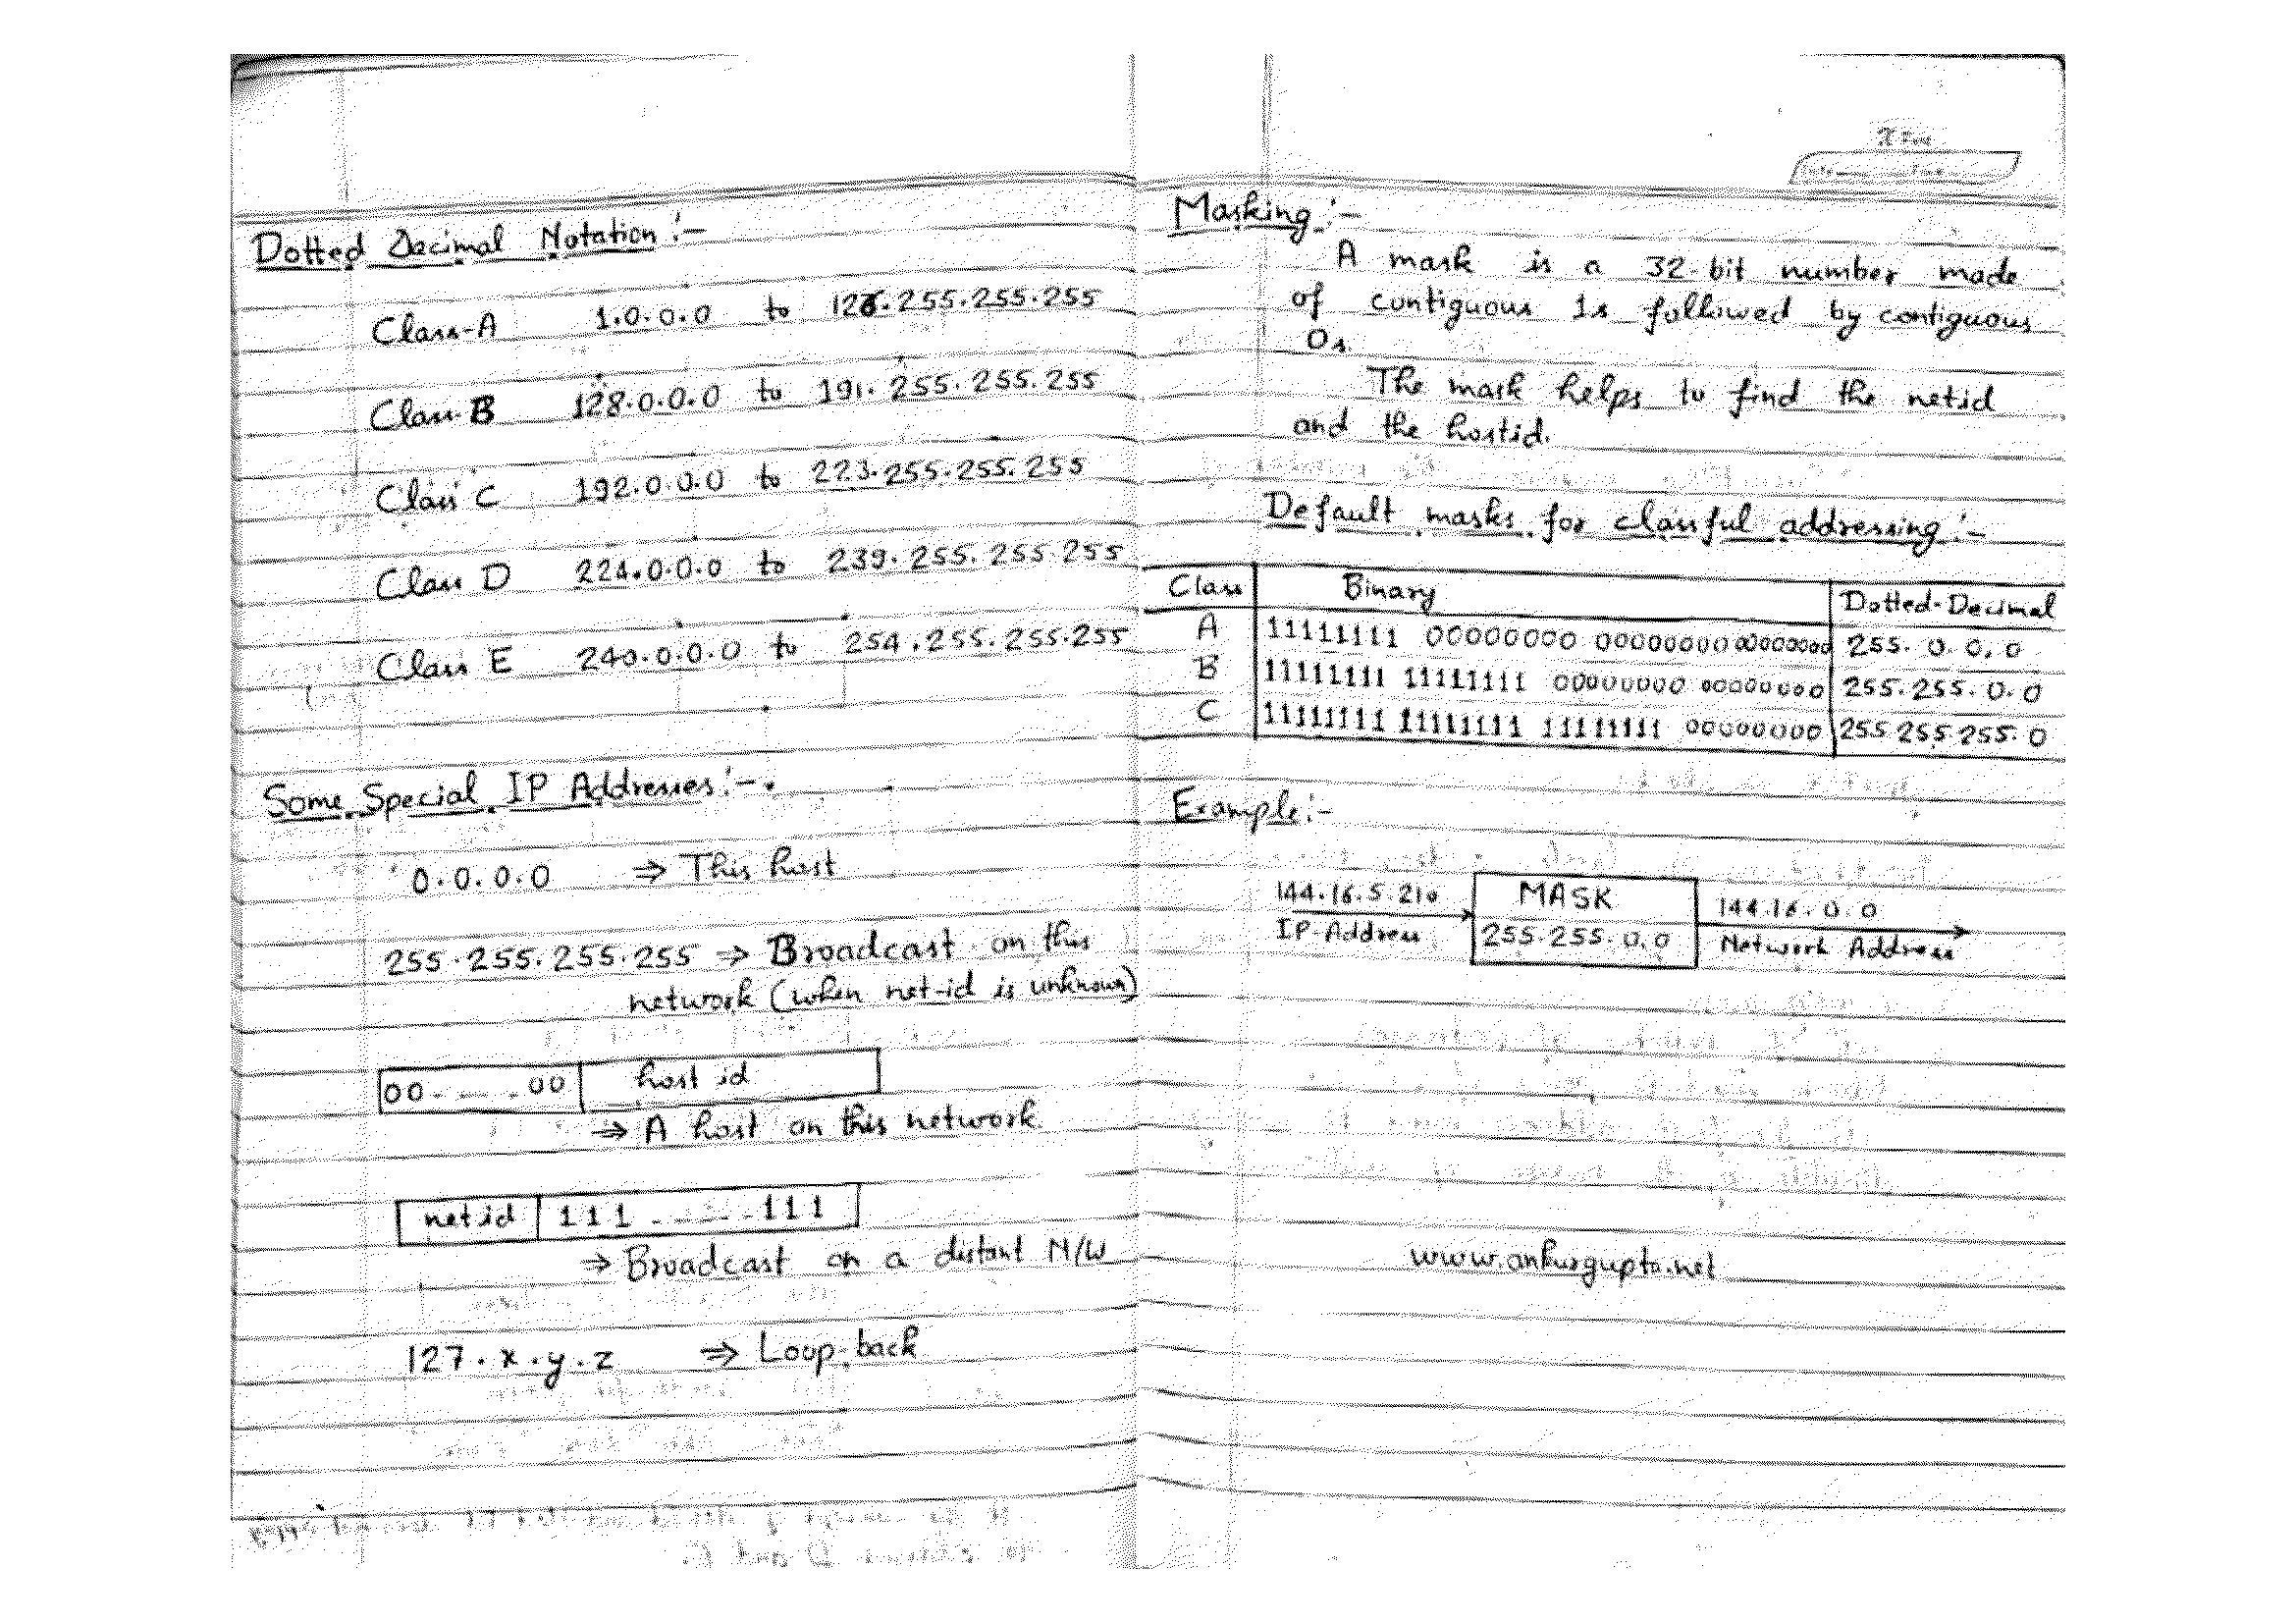 Dotted Decimal Notation :-
Class-A 1.0.0.0 to 126.255.255.255
Class-B 128.0.0.0 to 191.255.255.255
Class C 192.0.0.0 to 223.255.255.255
Class D 224.0.0.0 to 239.255.255.255
Class E 240.0.0.0 to 254.255.255.255
Some Special IP Addresses :-
0.0.0.0 ⇒ This host
255.255.255.255 ⇒ Broadcast on this
network (when net-id is unknown)
00-----00 host id
⇒ A host on this network
netid 111-----111
⇒ Broadcast on a distant N/W
127.x.y.z ⇒ Loop-back
Masking :-
A mask is a 32-bit number made
of contiguous 1s followed by contiguous
0s.
The mask helps to find the netid
and the hostid.
Default masks for classful addressing :-
Class Binary Dotted-Decimal
A 11111111 00000000 00000000 00000000 255.0.0.0
B 11111111 11111111 00000000 00000000 255.255.0.0
C 11111111 11111111 11111111 00000000 255.255.255.0
Example :-
144.16.5.210 MASK 144.16.0.0
IP-Address 255.255.0.0 Network Address
www.ankurgupta.net